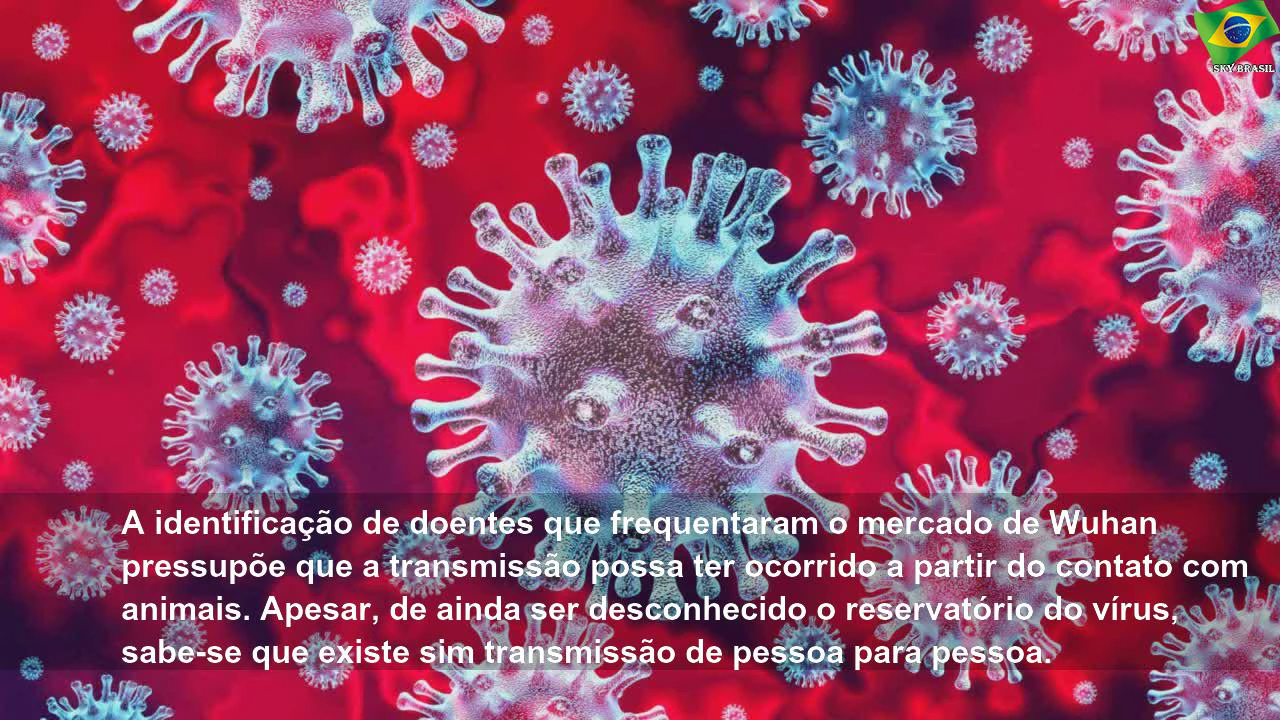 SKY BRASIL
A identificação de doentes que frequentaram o mercado de Wuhan
pressupõe que a transmissão possa ter ocorrido a partir do contato com
animais. Apesar, de ainda ser desconhecido o reservatório do vírus,
sabe-se que existe sim transmissão de pessoa para pessoa.